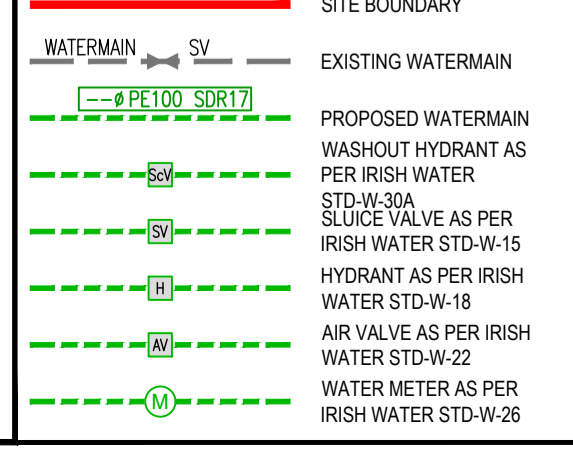 SITE BOUNDARY
WATERMAIN SV
EXISTING WATERMAIN
--ø PE100 SDR17
PROPOSED WATERMAIN
ScV
WASHOUT HYDRANT AS
PER IRISH WATER
STD-W-30A
SV
SLUICE VALVE AS PER
IRISH WATER STD-W-15
H
HYDRANT AS PER IRISH
WATER STD-W-18
AV
AIR VALVE AS PER IRISH
WATER STD-W-22
M
WATER METER AS PER
IRISH WATER STD-W-26